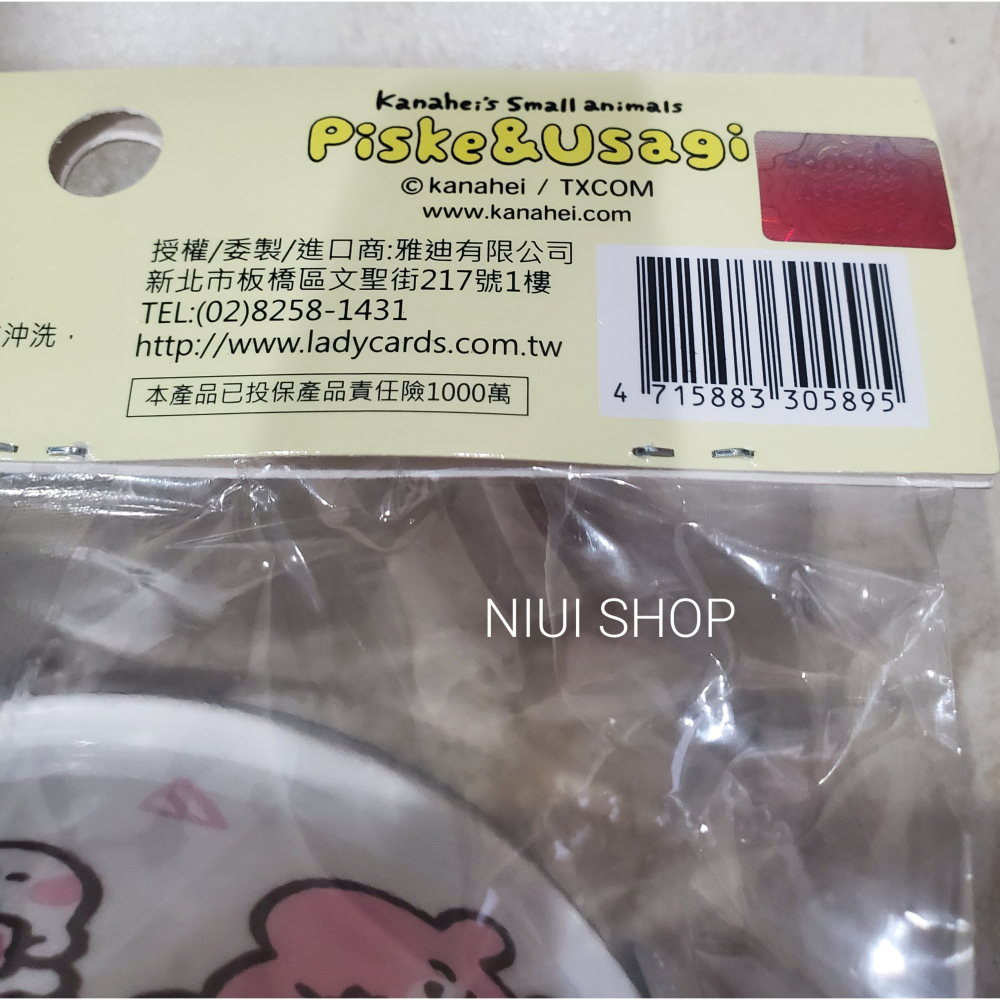 Kanahei's Small animals
Piske&Usagi
©kanahei / TXCOM
www.kanahei.com
授權/委製/進口商:雅迪有限公司
新北市板橋區文聖街217號1樓
TEL:(02)8258-1431
沖洗，
http://www.ladycards.com.tw
本產品已投保產品責任險1000萬
4 715883 305895
NIUI SHOP